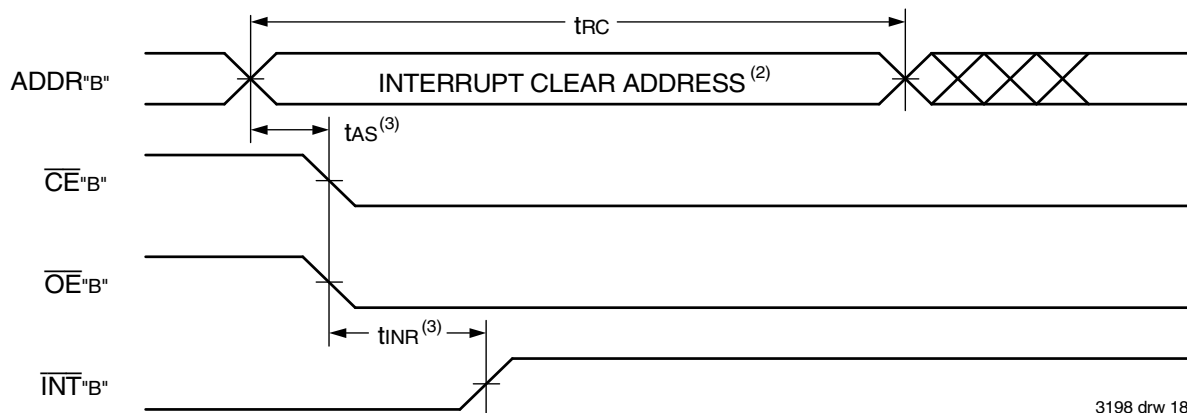 tRC
ADDR"B"
INTERRUPT CLEAR ADDRESS (2)
tAS(3)
CE"B"
OE"B"
tINR(3)
INT"B"
3198 drw 18